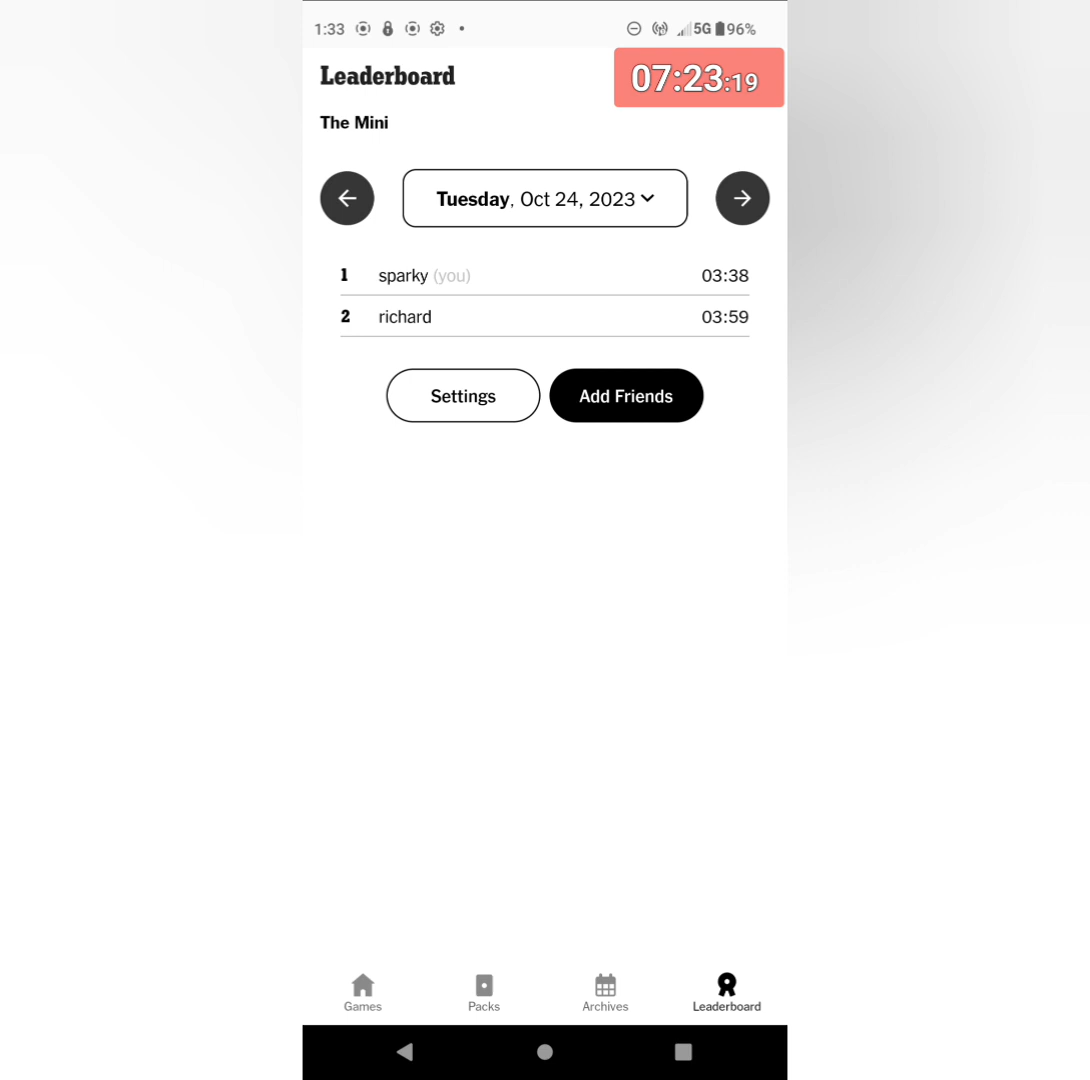 1:33 5G 96%
Leaderboard 07:23:19
The Mini
Tuesday, Oct 24, 2023
1 sparky (you) 03:38
2 richard 03:59
Settings Add Friends
Games Packs Archives Leaderboard